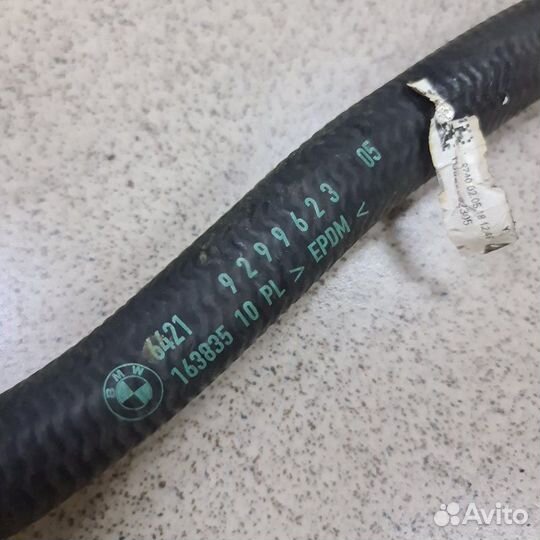 BMW
6421 9299623 05
163835 10 PL > EPDM <
Avito